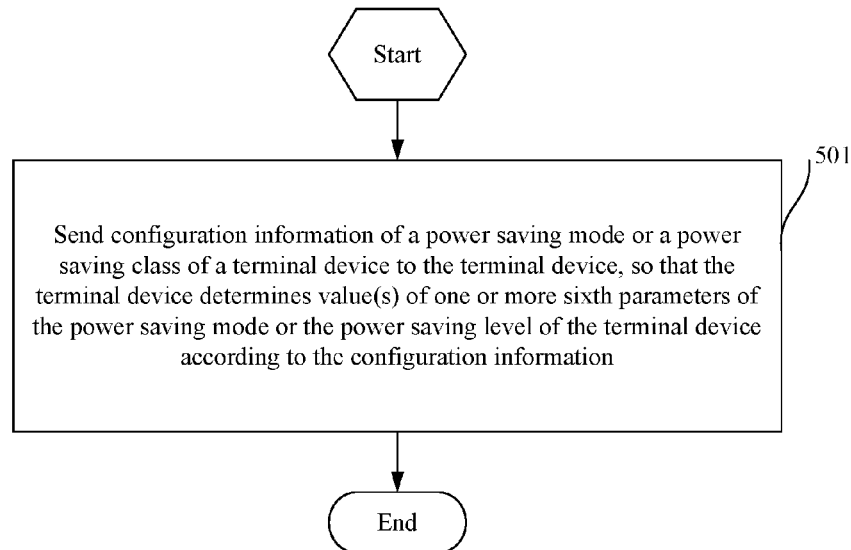 Start
501
Send configuration information of a power saving mode or a power
saving class of a terminal device to the terminal device, so that the
terminal device determines value(s) of one or more sixth parameters of
the power saving mode or the power saving level of the terminal device
according to the configuration information
End